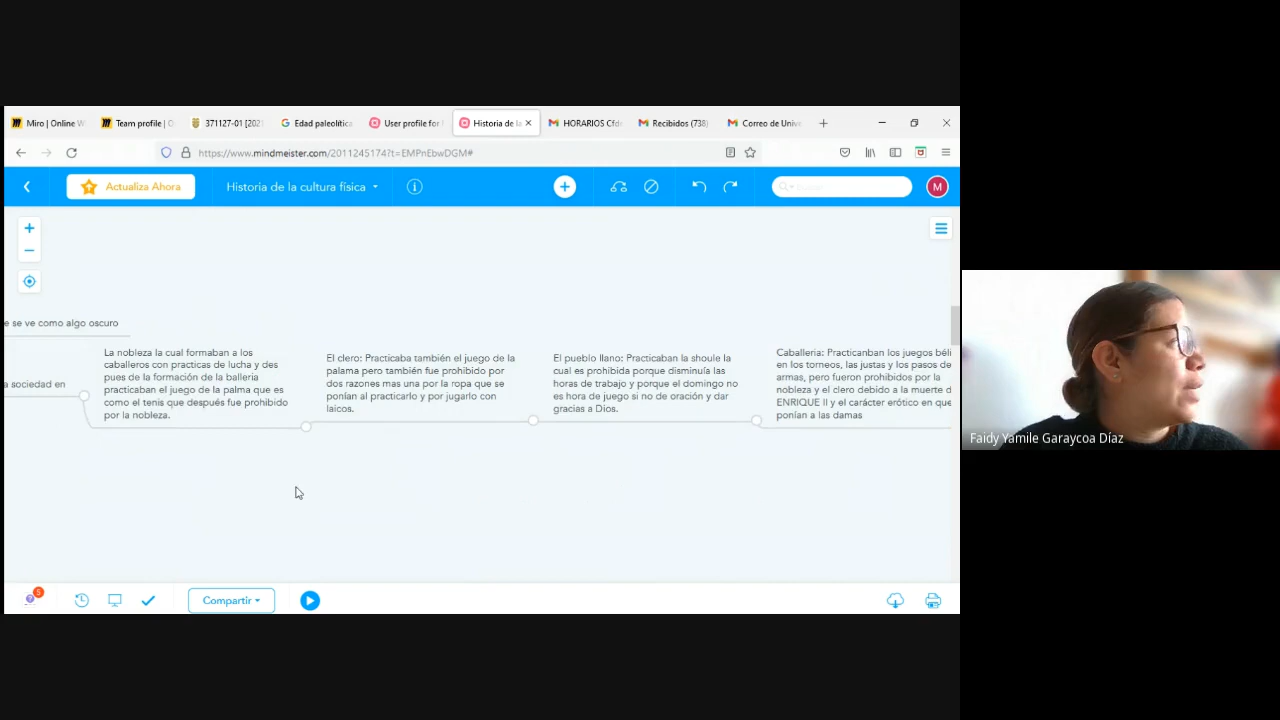 Miro | Online W
Team profile | O
371127-01 [202
Edad paleolítica
User profile for
Historia de la
HORARIOS Cfd
Recibidos (738)
Correo de Unive
https://www.mindmeister.com/2011245174?t=EMPnEbwDGM#
Actualiza Ahora
Historia de la cultura física
M
e se ve como algo oscuro
a sociedad en
La nobleza la cual formaban a los
caballeros con practicas de lucha y des
pues de la formación de la balleria
practicaban el juego de la palma que es
como el tenis que después fue prohibido
por la nobleza.
El clero: Practicaba también el juego de la
palama pero también fue prohibido por
dos razones mas una por la ropa que se
ponían al practicarlo y por jugarlo con
laicos.
El pueblo llano: Practicaban la shoule la
cual es prohibida porque disminuía las
horas de trabajo y porque el domingo no
es hora de juego si no de oración y dar
gracias a Dios.
Caballeria: Practicanban los juegos béli
en los torneos, las justas y los pasos de
armas, pero fueron prohibidos por la
nobleza y el clero debido a la muerte d
ENRIQUE II y el carácter erótico en que
ponían a las damas
5
Compartir
Faidy Yamile Garaycoa Díaz